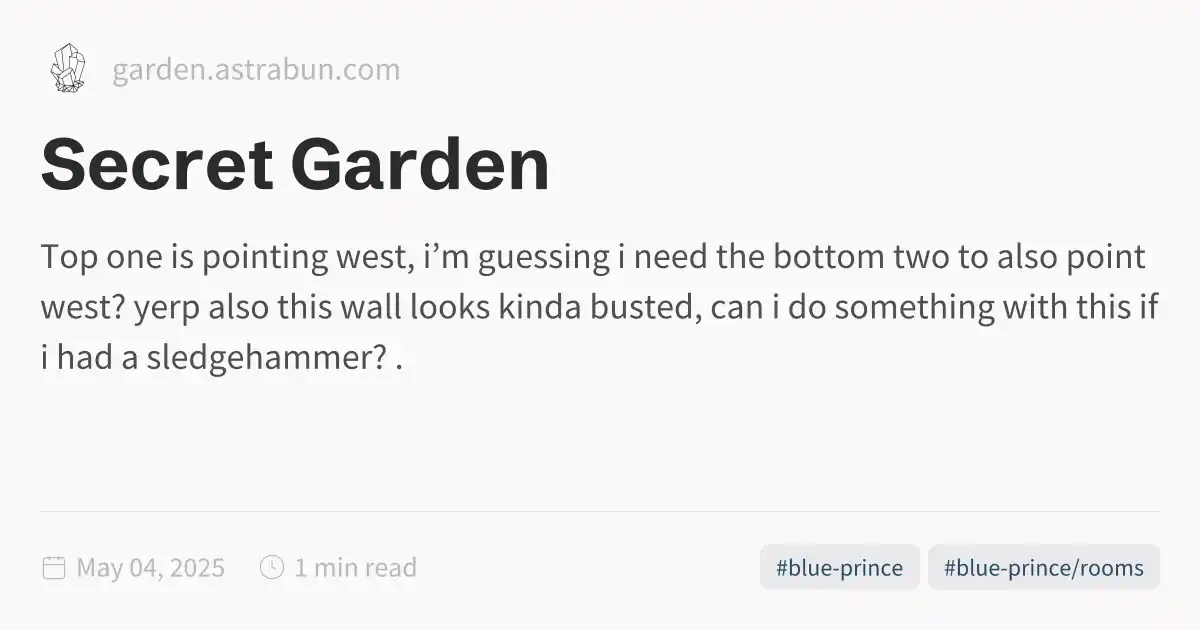 garden.astrabun.com
Secret Garden
Top one is pointing west, i’m guessing i need the bottom two to also point
west? yerp also this wall looks kinda busted, can i do something with this if
i had a sledgehammer? .
May 04, 2025 1 min read #blue-prince #blue-prince/rooms